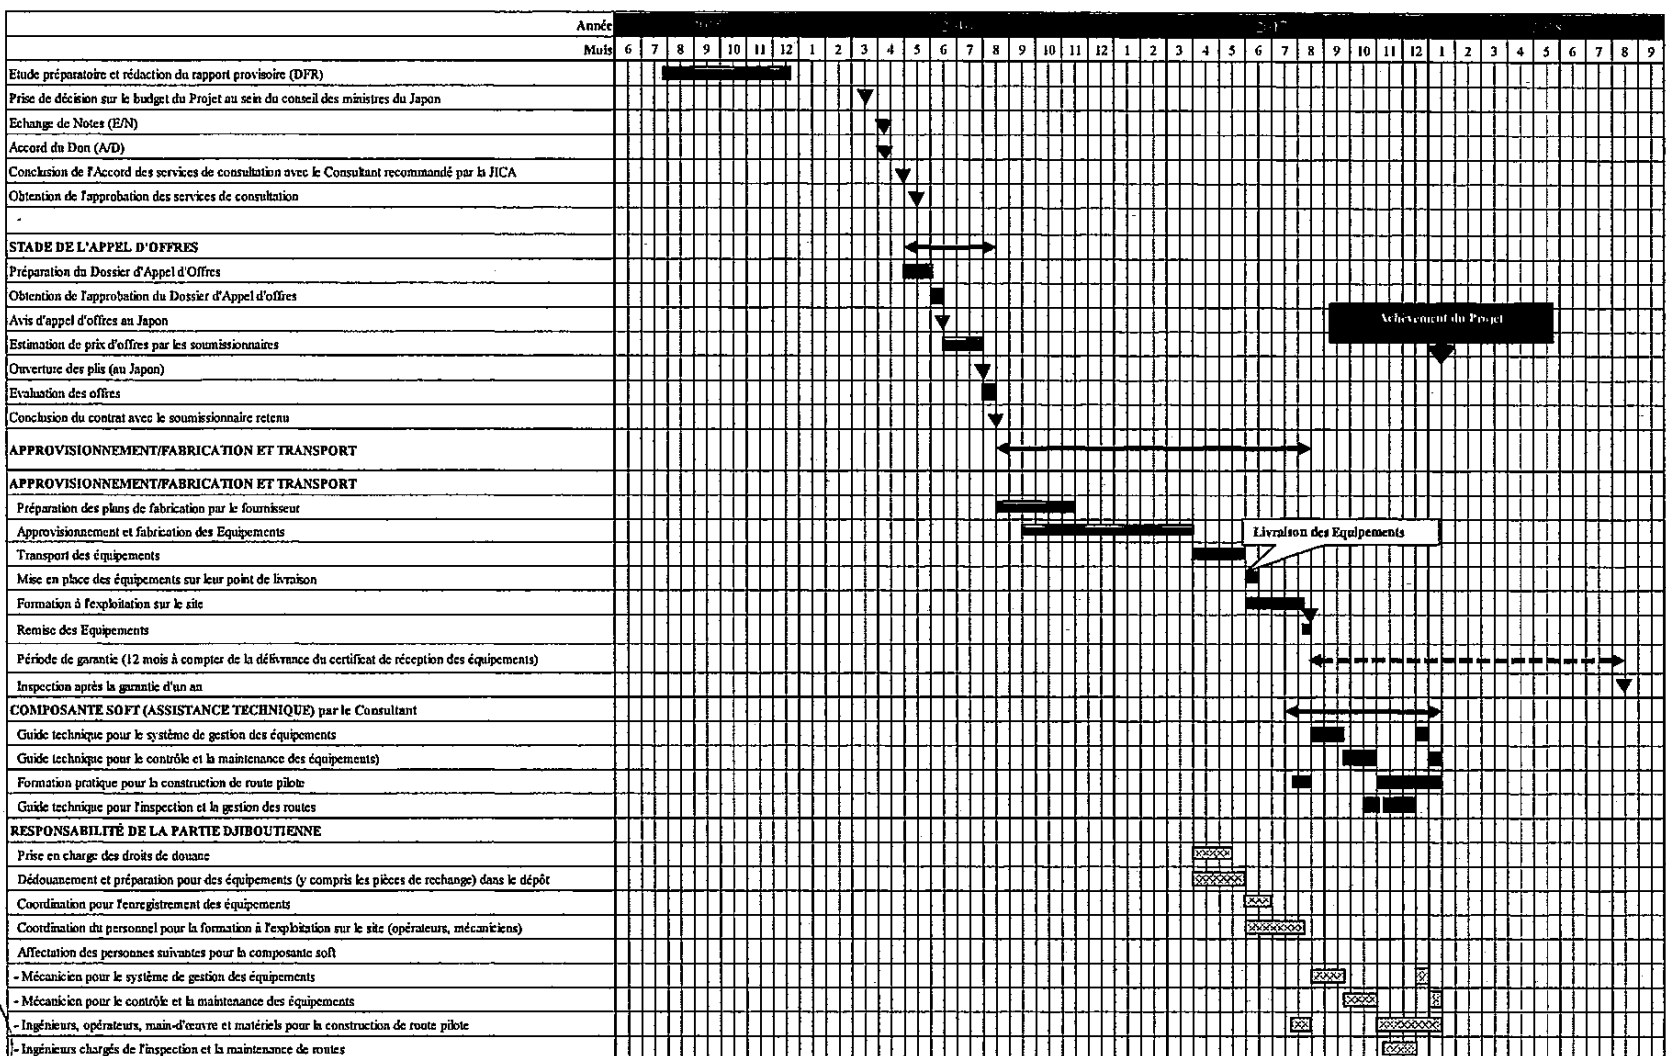 Année
Mois 6 7 8 9 10 11 12 1 2 3 4 5 6 7 8 9 10 11 12 1 2 3 4 5 6 7 8 9 10 11 12 1 2 3 4 5 6 7 8 9
Etude préparatoire et rédaction du rapport provisoire (DFR)
Prise de décision sur le budget du Projet au sein du conseil des ministres du Japon
Echange de Notes (E/N)
Accord du Don (A/D)
Conclusion de l'Accord des services de consultation avec le Consultant recommandé par la JICA
Obtention de l'approbation des services de consultation
-
STADE DE L'APPEL D'OFFRES
Préparation du Dossier d'Appel d'Offres
Obtention de l'approbation du Dossier d'Appel d'offres
Avis d'appel d'offres au Japon
Achèvement du Projet
Estimation de prix d'offres par les soumissionnaires
Ouverture des plis (au Japon)
Evaluation des offres
Conclusion du contrat avec le soumissionnaire retenu
APPROVISIONNEMENT/FABRICATION ET TRANSPORT
APPROVISIONNEMENT/FABRICATION ET TRANSPORT
Préparation des plans de fabrication par le fournisseur
Approvisionnement et fabrication des Equipements
Livraison des Equipements
Transport des équipements
Mise en place des équipements sur leur point de livraison
Formation à l'exploitation sur le site
Remise des Equipements
Période de garantie (12 mois à compter de la délivrance du certificat de réception des équipements)
Inspection après la garantie d'un an
COMPOSANTE SOFT (ASSISTANCE TECHNIQUE) par le Consultant
Guide technique pour le système de gestion des équipements
Guide technique pour le contrôle et la maintenance des équipements)
Formation pratique pour la construction de route pilote
Guide technique pour l'inspection et la gestion des routes
RESPONSABILITÉ DE LA PARTIE DJIBOUTIENNE
Prise en charge des droits de douane
Dédouanement et préparation pour des équipements (y compris les pièces de rechange) dans le dépôt
Coordination pour l'enregistrement des équipements
Coordination du personnel pour la formation à l'exploitation sur le site (opérateurs, mécaniciens)
Affectation des personnes suivantes pour la composante soft
- Mécanicien pour le système de gestion des équipements
- Mécanicien pour le contrôle et la maintenance des équipements
- Ingénieurs, opérateurs, main-d'œuvre et matériels pour la construction de route pilote
- Ingénieurs chargés de l'inspection et la maintenance de routes